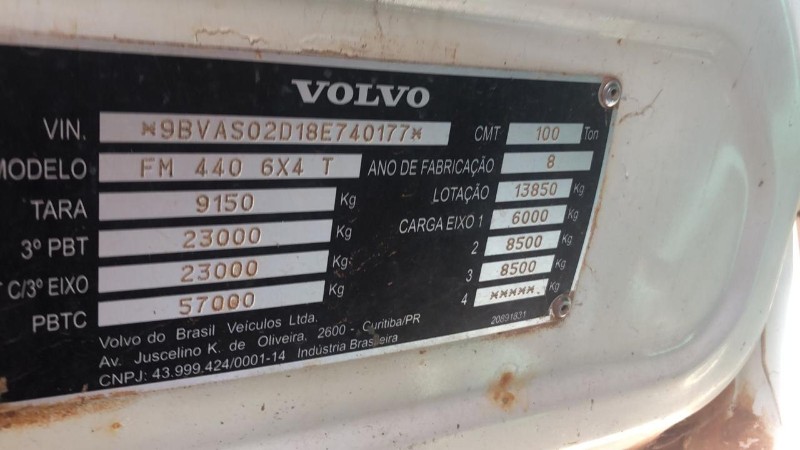 VOLVO
VIN. *9BVAS02D18E740177* CMT 100 Ton
MODELO FM 440 6X4 T ANO DE FABRICAÇÃO 8
TARA 9150 Kg LOTAÇÃO 13850 Kg
3º PBT 23000 Kg CARGA EIXO 1 6000 Kg
C/3º EIXO 23000 Kg 2 8500 Kg
PBTC 57000 Kg 3 8500 Kg
4 ***** Kg
Volvo do Brasil Veículos Ltda.
Av. Juscelino K. de Oliveira, 2600 - Curitiba/PR
CNPJ: 43.999.424/0001-14 Indústria Brasileira
20891831